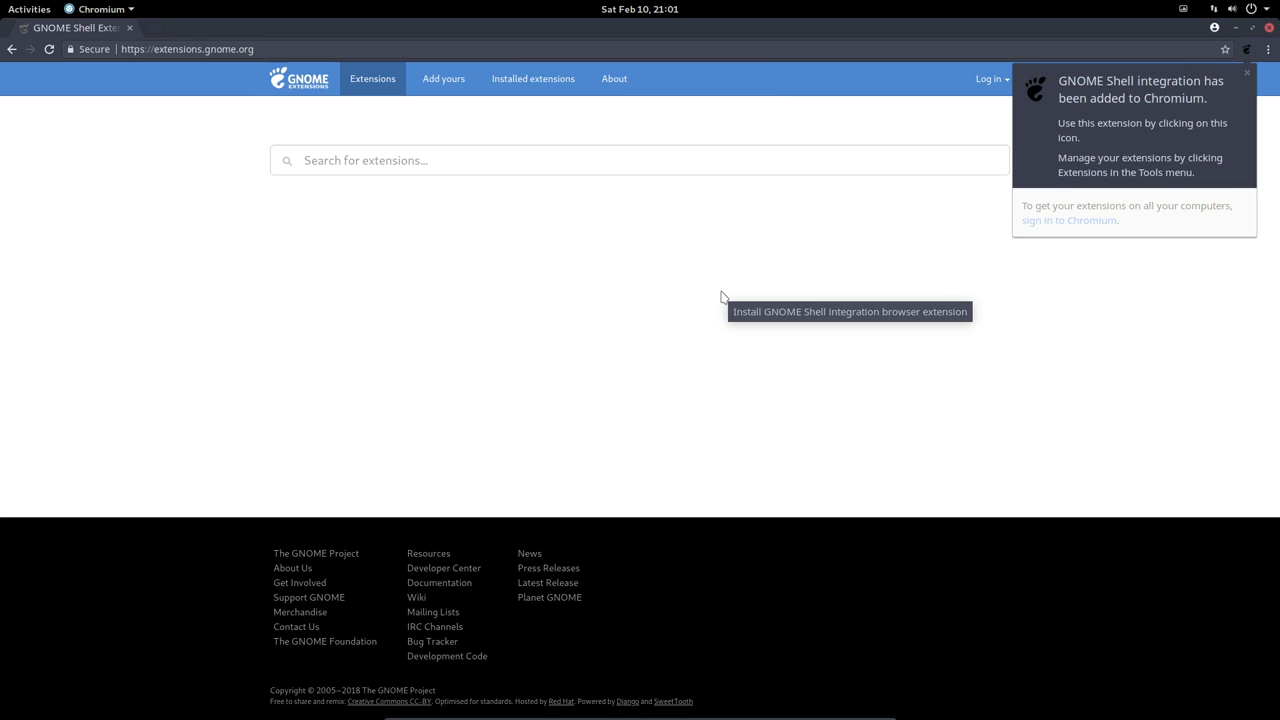 Activities
Chromium
Sat Feb 10, 21:01
GNOME Shell Exte
Secure
https://extensions.gnome.org
GNOME
EXTENSIONS
Extensions
Add yours
Installed extensions
About
Log in
Search for extensions...
GNOME Shell integration has
been added to Chromium.
Use this extension by clicking on this
icon.
Manage your extensions by clicking
Extensions in the Tools menu.
To get your extensions on all your computers,
sign in to Chromium.
Install GNOME Shell integration browser extension
The GNOME Project
About Us
Get Involved
Support GNOME
Merchandise
Contact Us
The GNOME Foundation
Resources
Developer Center
Documentation
Wiki
Mailing Lists
IRC Channels
Bug Tracker
Development Code
News
Press Releases
Latest Release
Planet GNOME
Copyright © 2005–2018 The GNOME Project
Free to share and remix: Creative Commons CC-BY. Optimised for standards. Hosted by Red Hat. Powered by Django and SweetTooth